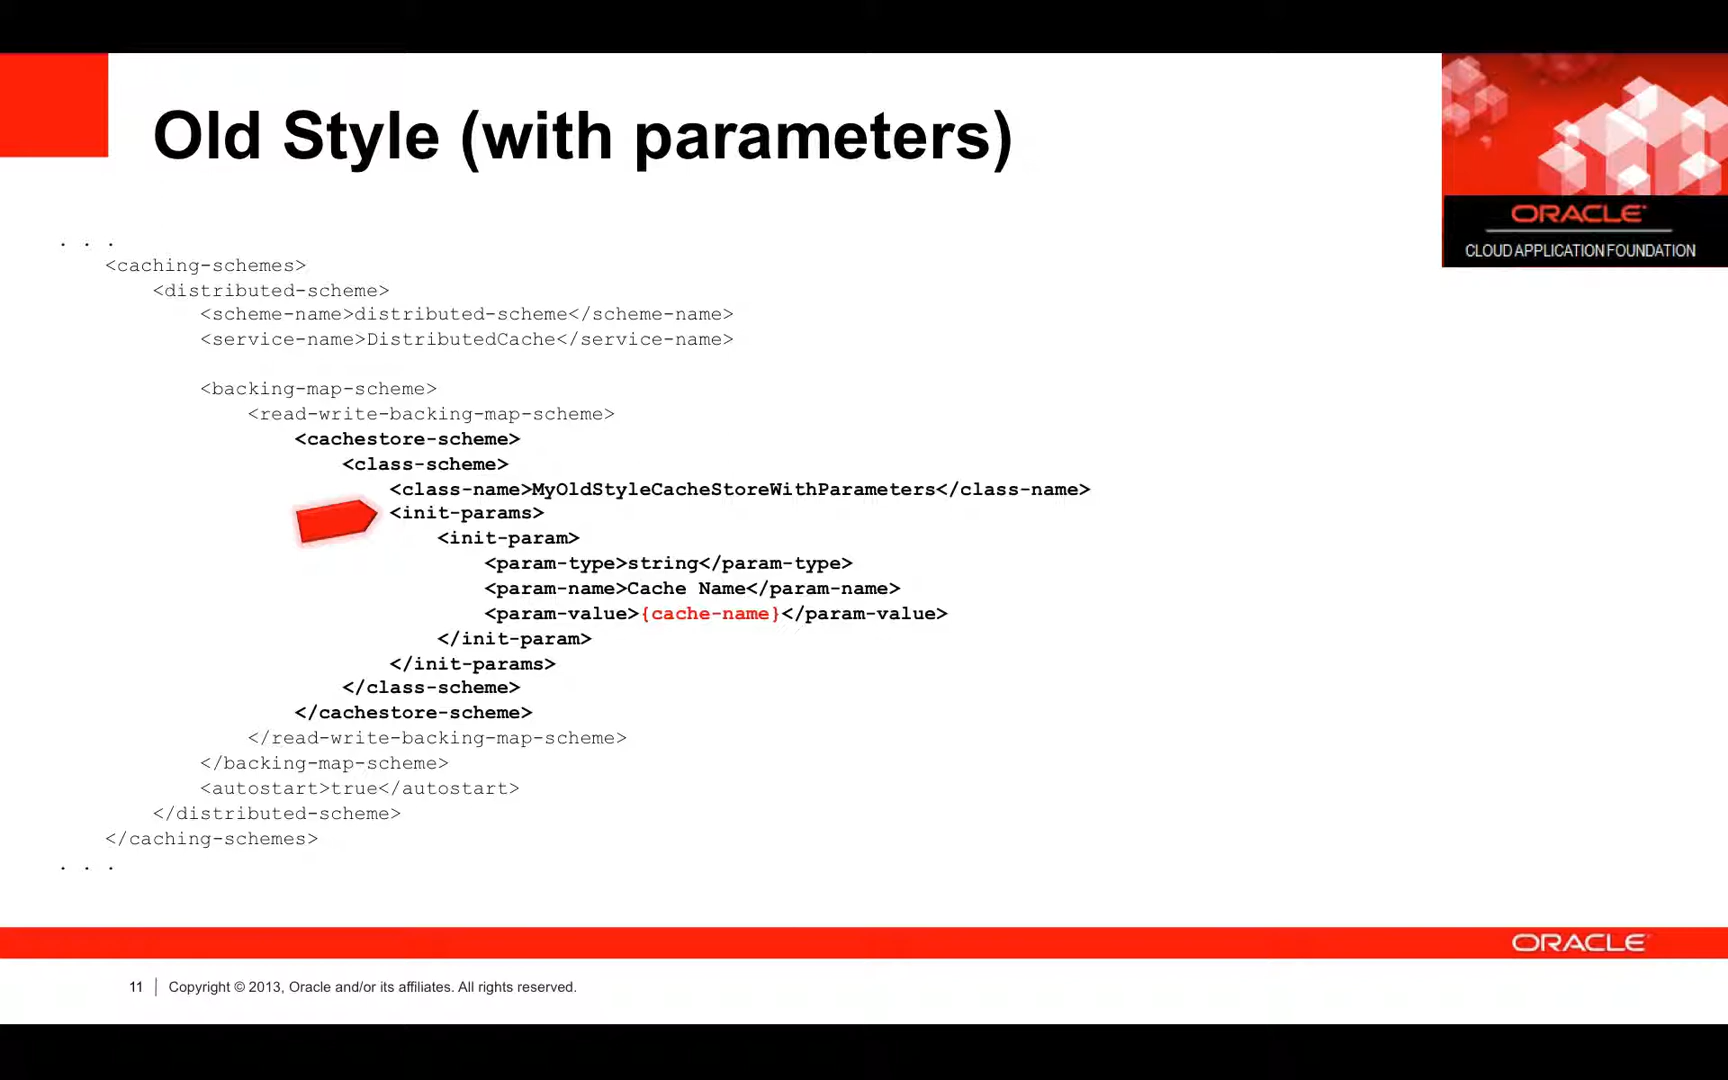 Old Style (with parameters)
ORACLE
CLOUD APPLICATION FOUNDATION
. . .
<caching-schemes>
<distributed-scheme>
<scheme-name>distributed-scheme</scheme-name>
<service-name>DistributedCache</service-name>
<backing-map-scheme>
<read-write-backing-map-scheme>
<cachestore-scheme>
<class-scheme>
<class-name>MyOldStyleCacheStoreWithParameters</class-name>
<init-params>
<init-param>
<param-type>string</param-type>
<param-name>Cache Name</param-name>
<param-value>{cache-name}</param-value>
</init-param>
</init-params>
</class-scheme>
</cachestore-scheme>
</read-write-backing-map-scheme>
</backing-map-scheme>
<autostart>true</autostart>
</distributed-scheme>
</caching-schemes>
. . .
ORACLE
11 | Copyright © 2013, Oracle and/or its affiliates. All rights reserved.